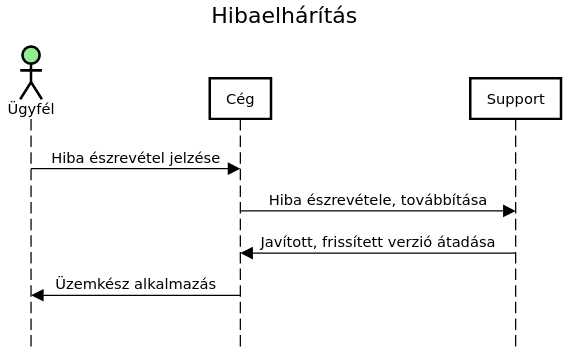 Hibaelhárítás
Ügyfél
Cég
Support
Hiba észrevétel jelzése
Hiba észrevétele, továbbítása
Javított, frissített verzió átadása
Üzemkész alkalmazás